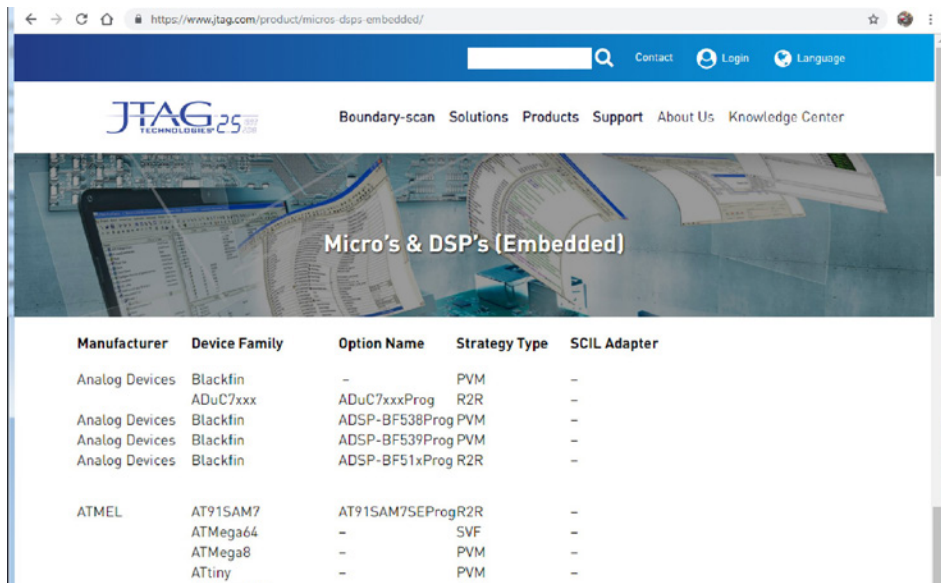 https://www.jtag.com/product/micros-dsps-embedded/
Contact Login Language
JTAG 25
TECHNOLOGIES
Boundary-scan Solutions Products Support About Us Knowledge Center
Micro's & DSP's (Embedded)
Manufacturer Device Family Option Name Strategy Type SCIL Adapter
Analog Devices Blackfin – PVM –
ADuC7xxx ADuC7xxxProg R2R –
Analog Devices Blackfin ADSP-BF538Prog PVM –
Analog Devices Blackfin ADSP-BF539Prog PVM –
Analog Devices Blackfin ADSP-BF51xProg R2R –
ATMEL AT91SAM7 AT91SAM7SEProg R2R –
ATMega64 – SVF –
ATMega8 – PVM –
ATtiny – PVM –